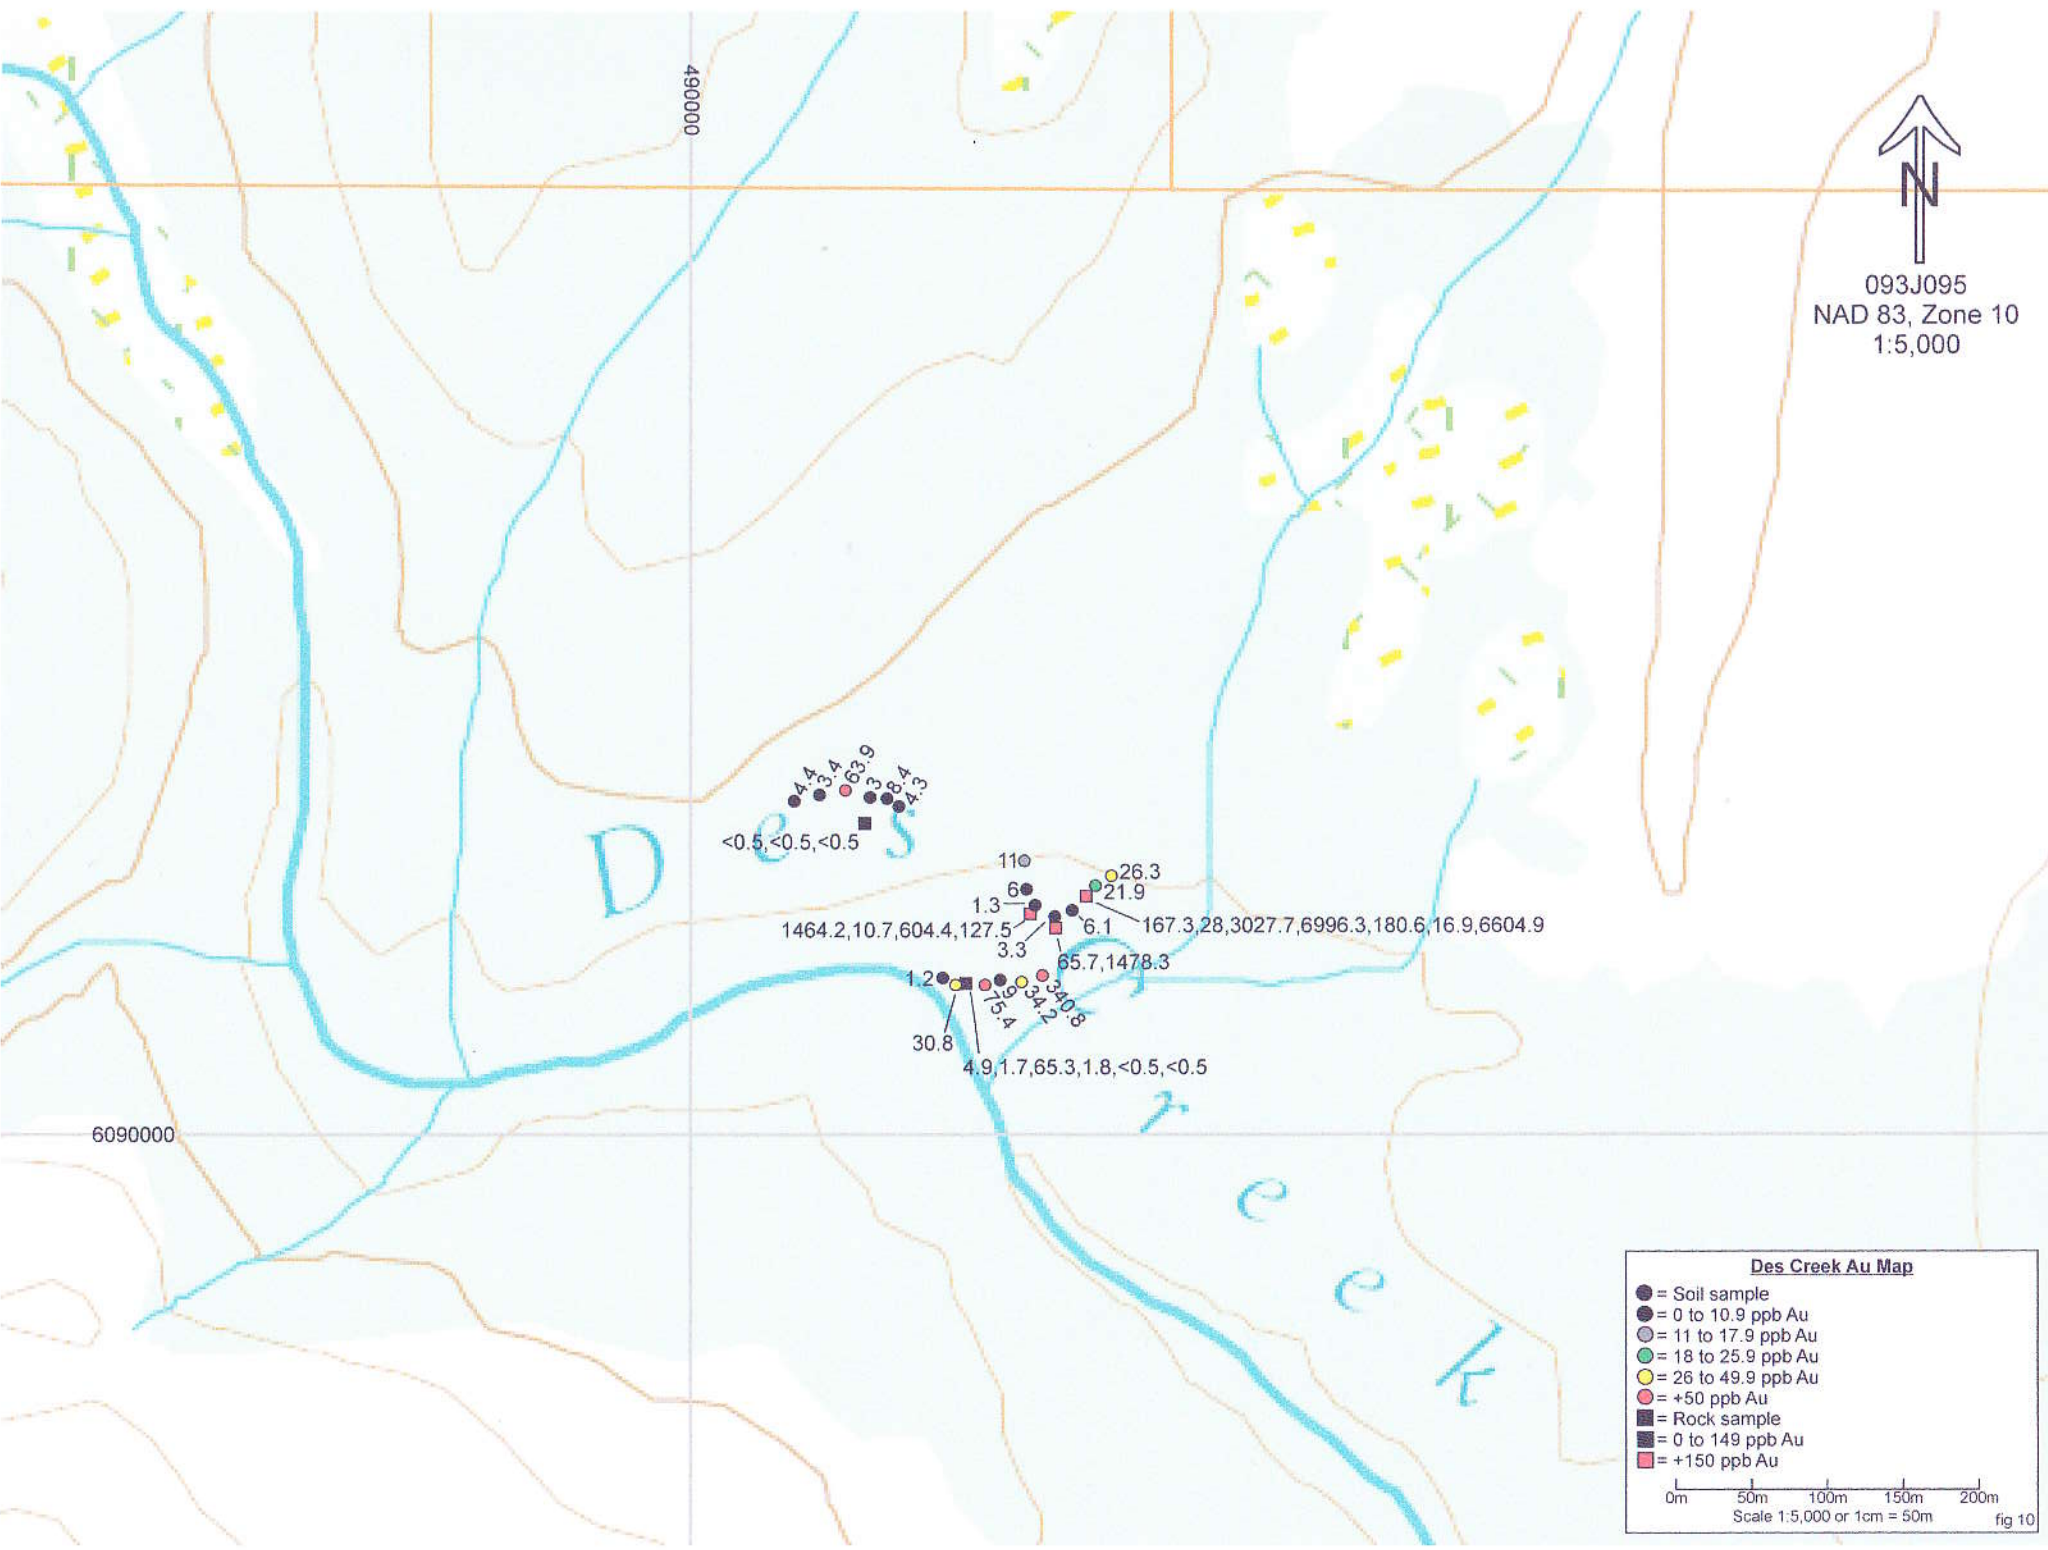 490000
N
093J095
NAD 83, Zone 10
1:5,000
4.4
3.4
63.9
3
8.4
4.3
<0.5,<0.5,<0.5
Des
11
26.3
6
21.9
1.3
6.1
167.3,28,3027.7,6996.3,180.6,16.9,6604.9
1464.2,10.7,604.4,127.5
3.3
65.7,1478.3
1.2
75.4
9
34.2
340.8
30.8
4.9,1.7,65.3,1.8,<0.5,<0.5
Creek
6090000
Des Creek Au Map
= Soil sample
= 0 to 10.9 ppb Au
= 11 to 17.9 ppb Au
= 18 to 25.9 ppb Au
= 26 to 49.9 ppb Au
= +50 ppb Au
= Rock sample
= 0 to 149 ppb Au
= +150 ppb Au
0m 50m 100m 150m 200m
Scale 1:5,000 or 1cm = 50m
fig 10